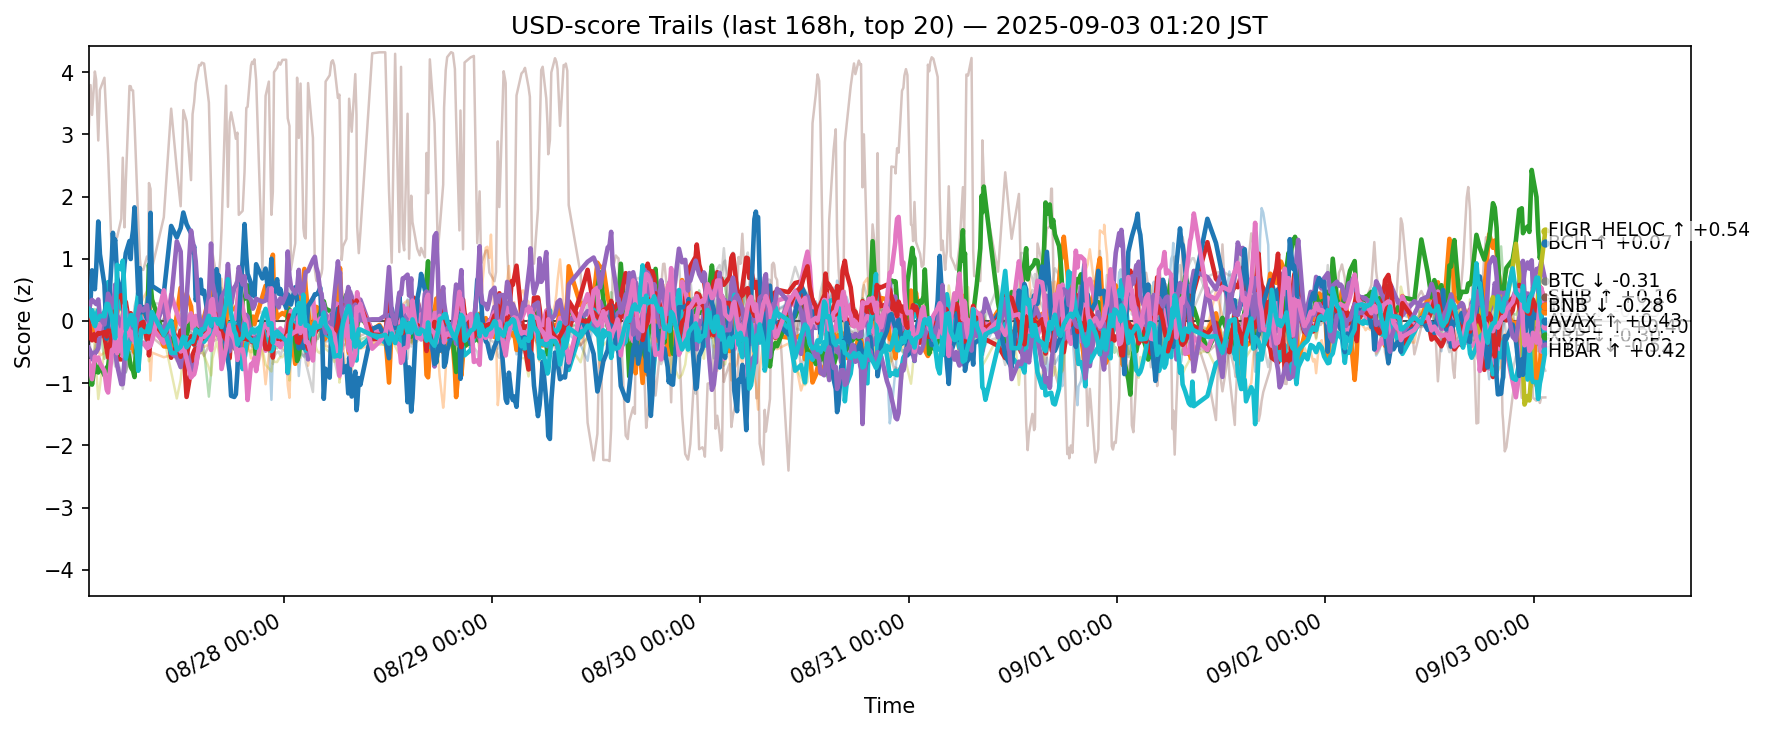 USD-score Trails (last 168h, top 20) — 2025-09-03 01:20 JST
Score (z)
4
3
2
1
0
−1
−2
−3
−4
FIGR_HELOC ↑ +0.54
BCH ↑ +0.07
BTC ↓ -0.31
SHIB ↑ +0.16
BNB ↓ -0.28
AVAX ↑ +0.43
HBAR ↑ +0.42
08/28 00:00
08/29 00:00
08/30 00:00
08/31 00:00
09/01 00:00
09/02 00:00
09/03 00:00
Time